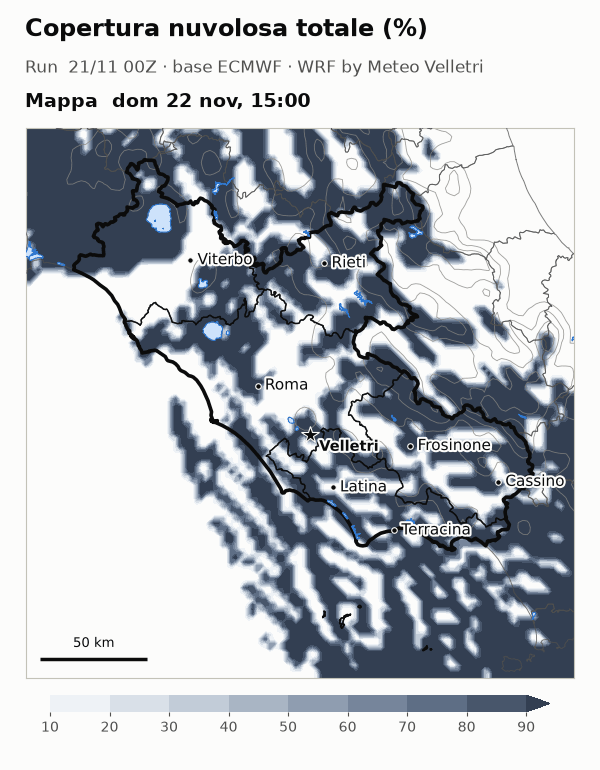 Copertura nuvolosa totale (%)
Run 21/11 00Z · base ECMWF · WRF by Meteo Velletri
Mappa dom 22 nov, 15:00
Viterbo
Rieti
Roma
Velletri
Frosinone
Cassino
Latina
Terracina
50 km
10 20 30 40 50 60 70 80 90